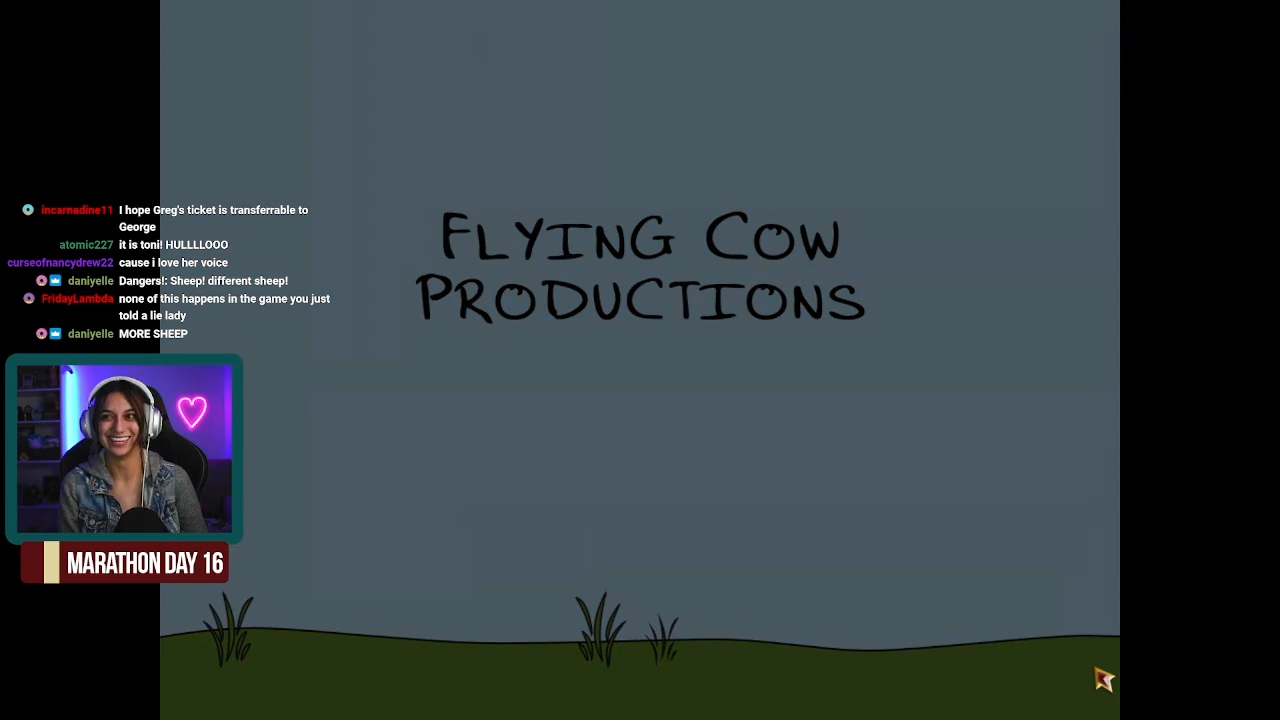 FLYING COW
PRODUCTIONS
incarnadine11 I hope Greg's ticket is transferrable to
George
atomic227 it is toni! HULLLLOOO
curseofnancydrew22 cause i love her voice
daniyelle Dangers!: Sheep! different sheep!
FridayLambda none of this happens in the game you just
told a lie lady
daniyelle MORE SHEEP
MARATHON DAY 16